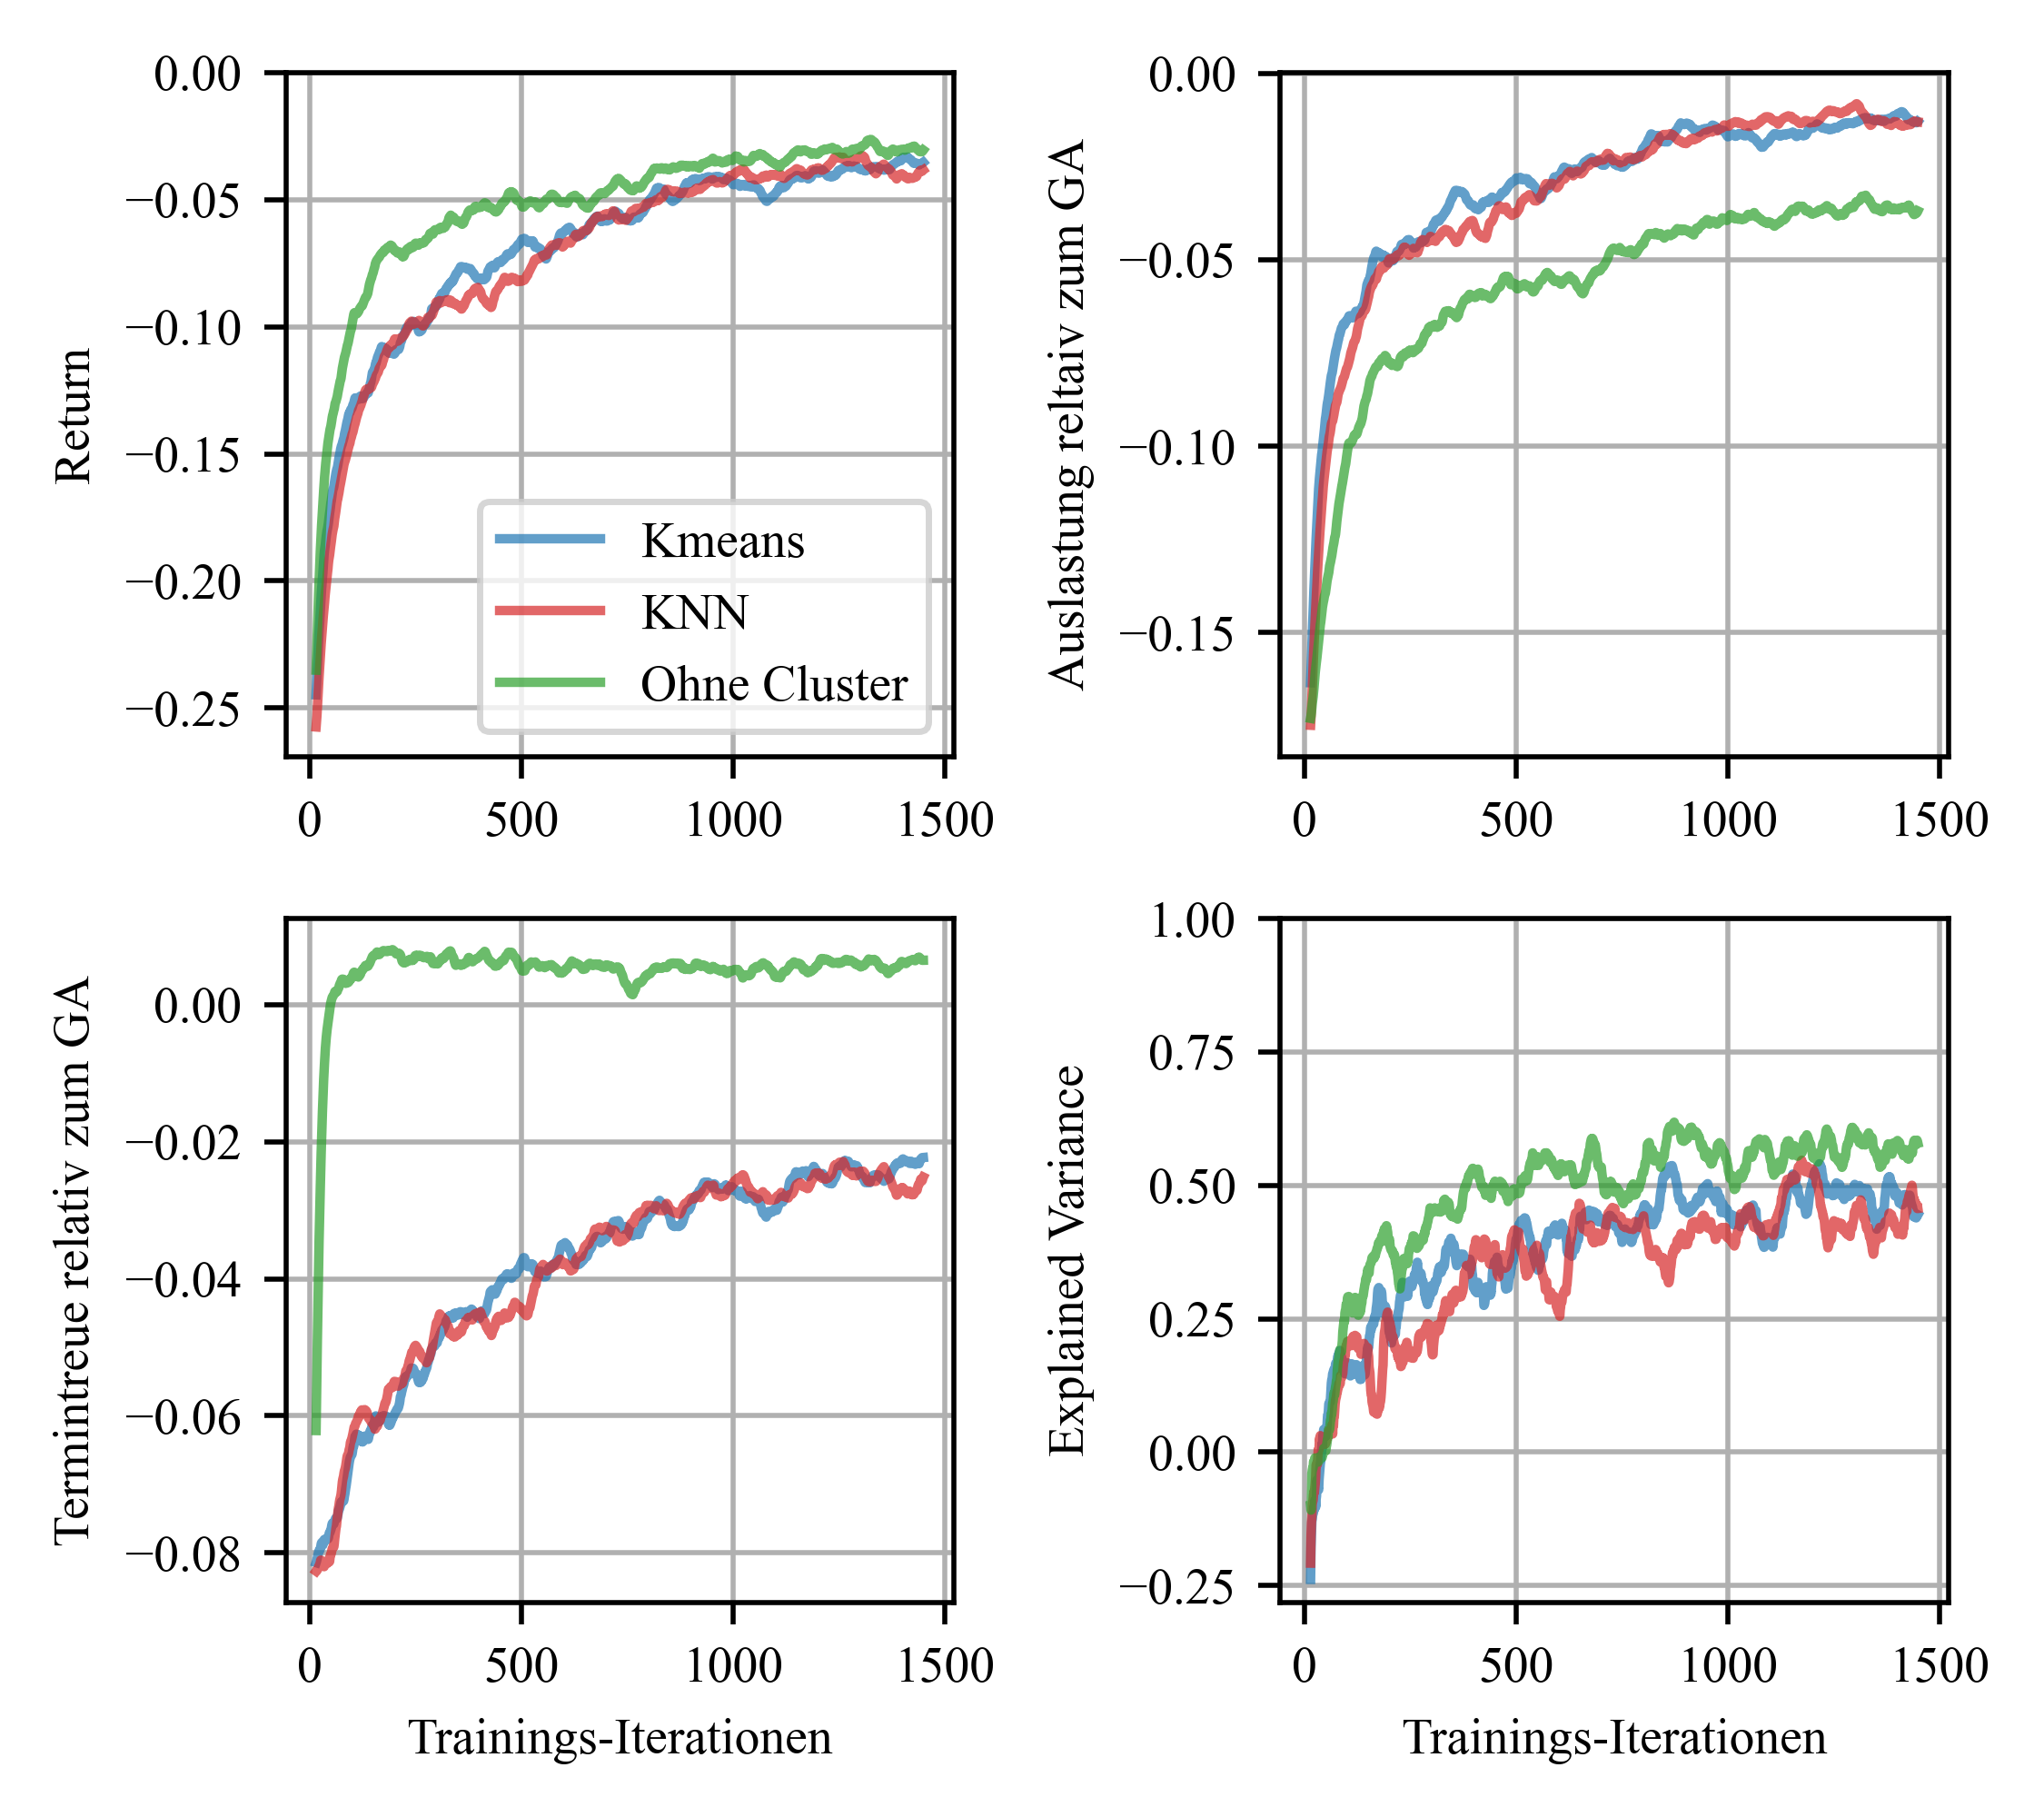 0.00
−0.05
−0.10
−0.15
−0.20
−0.25
Return
Kmeans
KNN
Ohne Cluster
0 500 1000 1500
0.00
−0.05
−0.10
−0.15
Auslastung reltaiv zum GA
0 500 1000 1500
0.00
−0.02
−0.04
−0.06
−0.08
Termintreue relativ zum GA
0 500 1000 1500
Trainings-Iterationen
1.00
0.75
0.50
0.25
0.00
−0.25
Explained Variance
0 500 1000 1500
Trainings-Iterationen